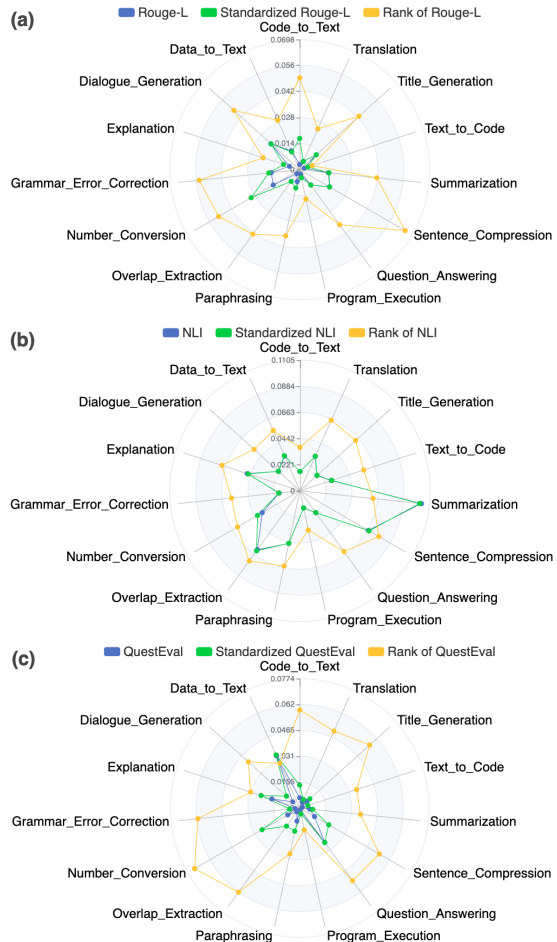 (a)
Rouge-L Standardized Rouge-L Rank of Rouge-L
Code_to_Text
0.0698
Data_to_Text Translation
0.056
Dialogue_Generation Title_Generation
0.042
0.028
Explanation Text_to_Code
0.014
0
Grammar_Error_Correction Summarization
Number_Conversion Sentence_Compression
Overlap_Extraction Question_Answering
Paraphrasing Program_Execution
(b)
NLI Standardized NLI Rank of NLI
Code_to_Text
0.1105
Data_to_Text Translation
0.0884
Dialogue_Generation Title_Generation
0.0663
0.0442
Explanation Text_to_Code
0.0221
0
Grammar_Error_Correction Summarization
Number_Conversion Sentence_Compression
Overlap_Extraction Question_Answering
Paraphrasing Program_Execution
(c)
QuestEval Standardized QuestEval Rank of QuestEval
Code_to_Text
0.0774
Data_to_Text Translation
0.062
Dialogue_Generation Title_Generation
0.0465
0.031
Explanation Text_to_Code
0.0155
Grammar_Error_Correction Summarization
Number_Conversion Sentence_Compression
Overlap_Extraction Question_Answering
Paraphrasing Program_Execution